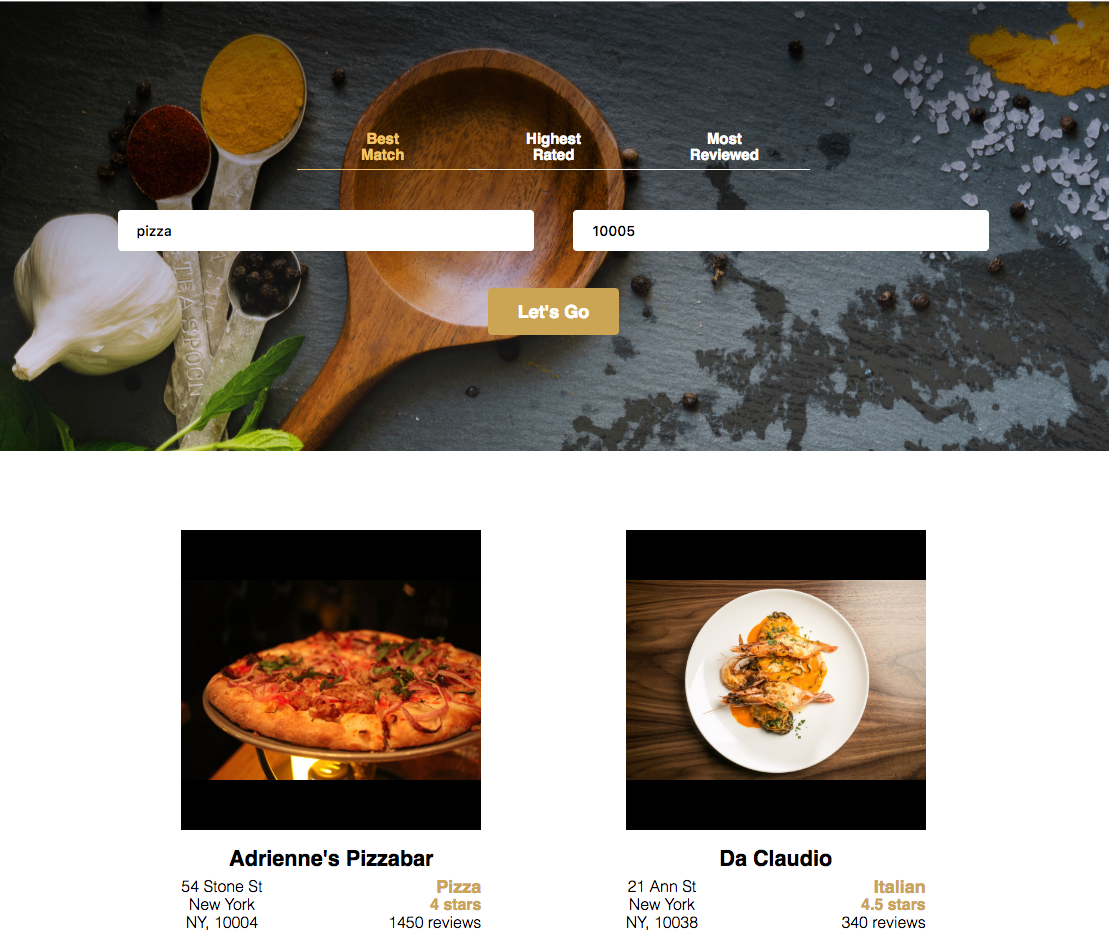 Best
Match
Highest
Rated
Most
Reviewed
pizza
10005
Let's Go
TEASPOON
Adrienne's Pizzabar
54 Stone St
New York
NY, 10004
Pizza
4 stars
1450 reviews
Da Claudio
21 Ann St
New York
NY, 10038
Italian
4.5 stars
340 reviews